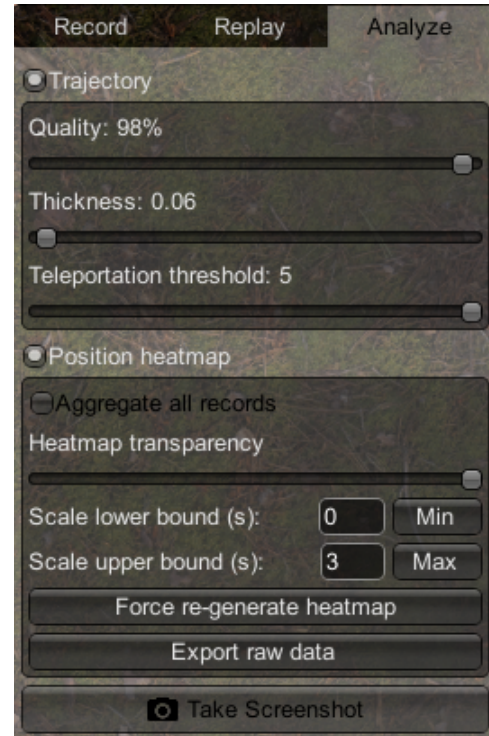 Record Replay Analyze
Trajectory
Quality: 98%
Thickness: 0.06
Teleportation threshold: 5
Position heatmap
Aggregate all records
Heatmap transparency
Scale lower bound (s): 0 Min
Scale upper bound (s): 3 Max
Force re-generate heatmap
Export raw data
Take Screenshot